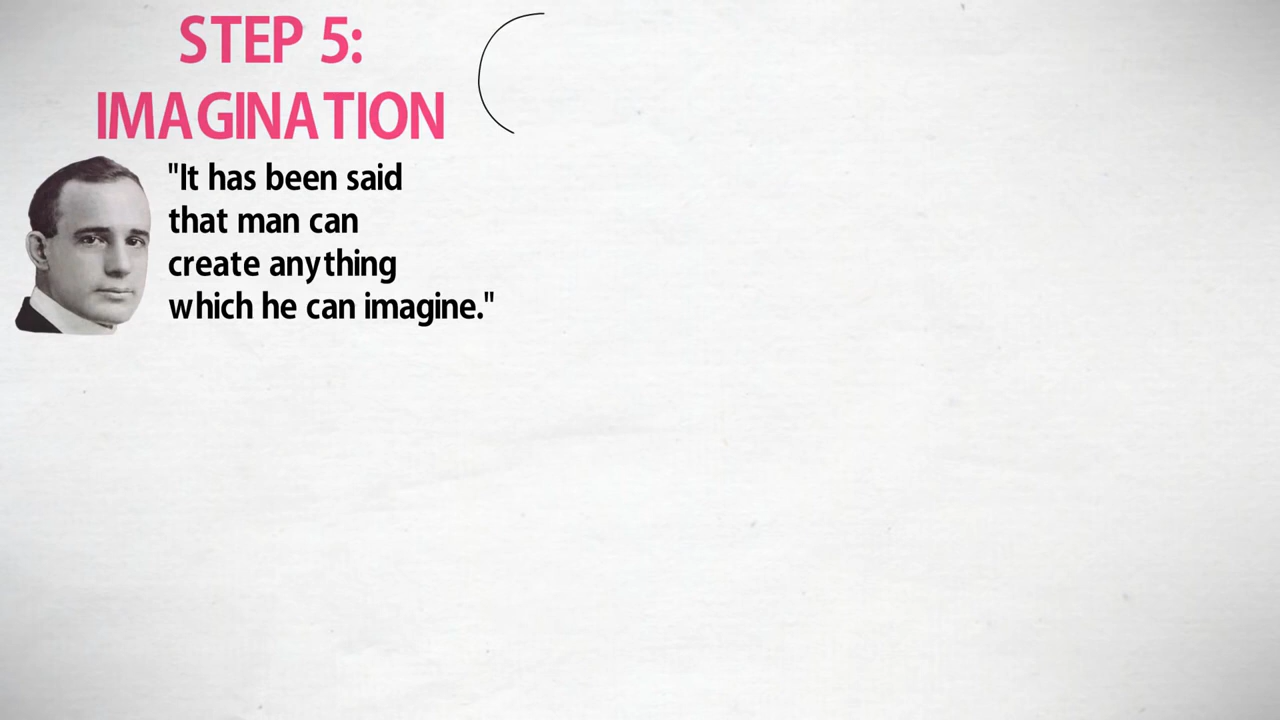 STEP 5:
IMAGINATION
"It has been said
that man can
create anything
which he can imagine."